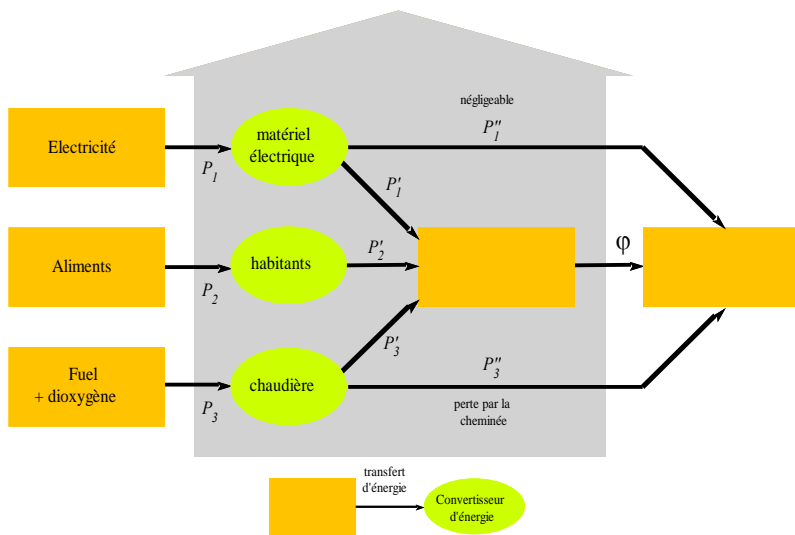 négligeable
Electricité
P₁
matériel
électrique
P″₁
P′₁
Aliments
P₂
habitants
P′₂
φ
Fuel
+ dioxygène
P₃
chaudière
P′₃
P″₃
perte par la
cheminée
transfert
d'énergie
Convertisseur
d'énergie